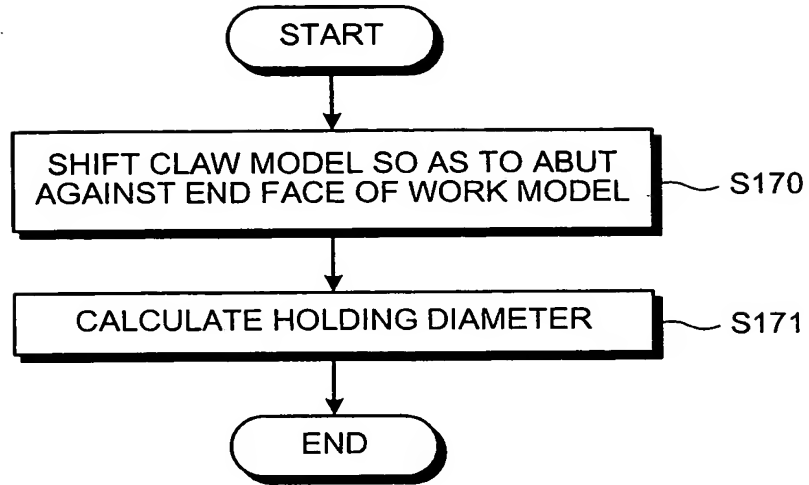 START
SHIFT CLAW MODEL SO AS TO ABUT
AGAINST END FACE OF WORK MODEL
S170
CALCULATE HOLDING DIAMETER
S171
END